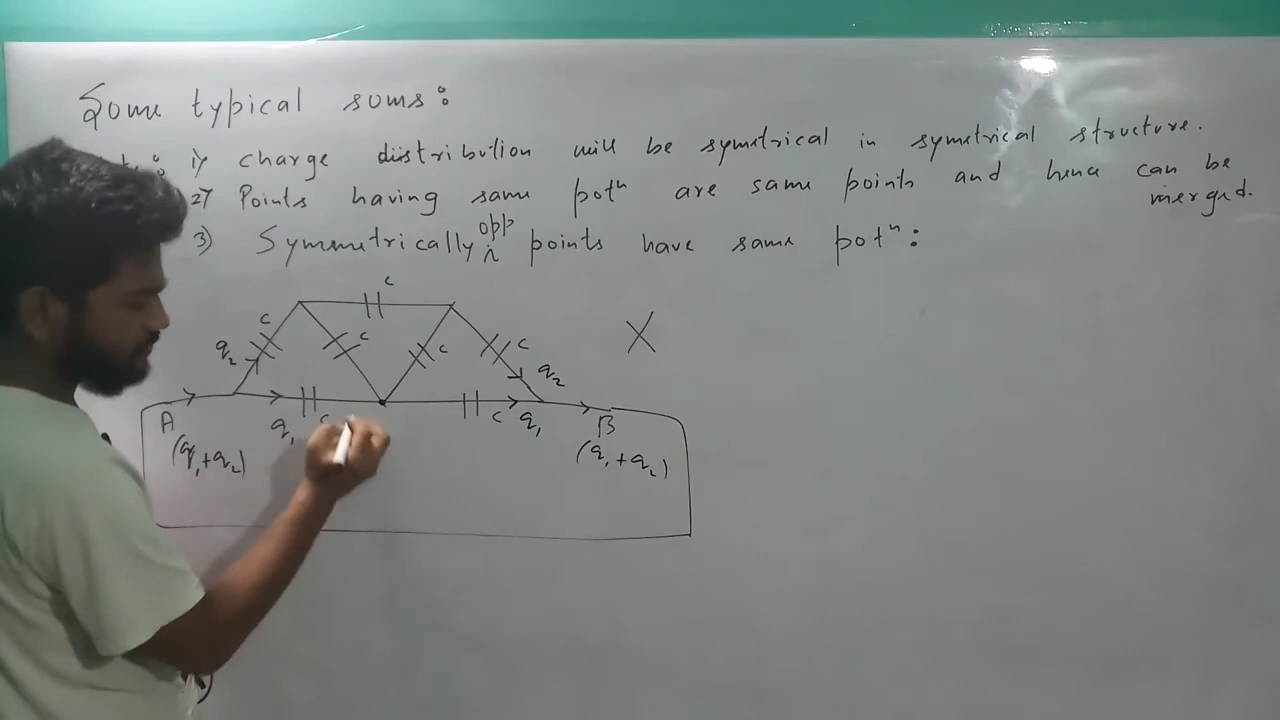 Some typical sums:
1) charge distribution will be symetrical in symetrical structure.
2) Points having same potn are same points and hence can be merged.
3) Symmetrically opp points have same potn:
C
C C C C
q2 q2
A q1 C C q1 B
(q1+q2) (q1+q2)
X